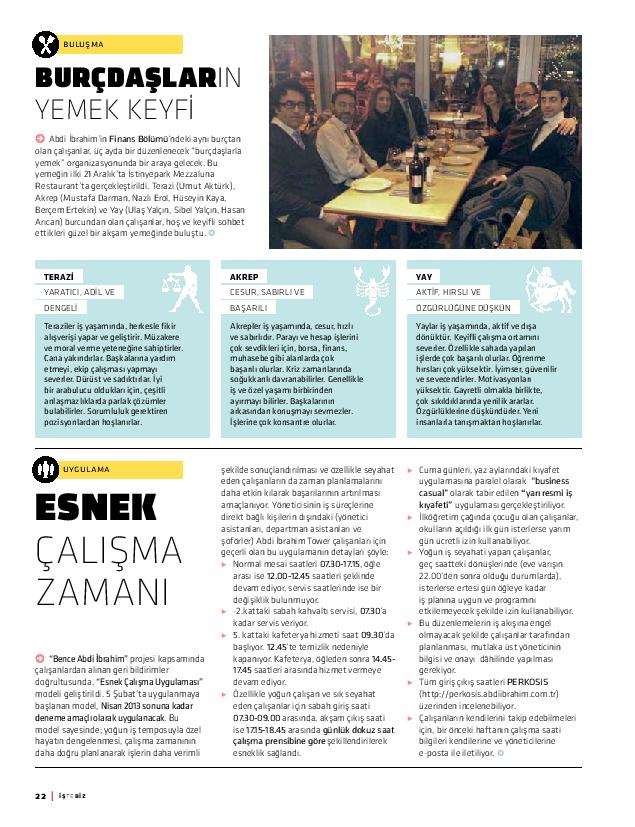 BULUŞMA
BURÇDAŞLARIN
YEMEK KEYFİ
Abdi İbrahim'in Finans Bölümü'ndeki aynı burçtan
olan çalışanlar, üç ayda bir düzenlenecek "burçdaşlarla
yemek" organizasyonunda bir araya gelecek. Bu
yemeğin ilki 21 Aralık'ta İstinyepark Mezzaluna
Restaurant'ta gerçekleştirildi. Terazi (Umut Aktürk),
Akrep (Mustafa Darman, Nazlı Erol, Hüseyin Kaya,
Berçem Ertekin) ve Yay (Ulaş Yalçın, Sibel Yalçın, Hasan
Arıcan) burcundan olan çalışanlar, hoş ve keyifli sohbet
ettikleri güzel bir akşam yemeğinde buluştu.
TERAZİ
YARATICI, ADİL VE
DENGELİ
Teraziler iş yaşamında, herkesle fikir
alışverişi yapar ve geliştirir. Müzakere
ve moral verme yeteneğine sahiptirler.
Cana yakındırlar. Başkalarına yardım
etmeyi, ekip çalışması yapmayı
severler. Dürüst ve sadıktırlar. İyi
bir arabulucu oldukları için, çeşitli
anlaşmazlıklarda parlak çözümler
bulabilirler. Sorumluluk gerektiren
pozisyonlardan hoşlanırlar.
AKREP
CESUR, SABIRLI VE
BAŞARILI
Akrepler iş yaşamında, cesur, hızlı
ve sabırlıdır. Parayı ve hesap işlerini
çok sevdikleri için, borsa, finans,
muhasebe gibi alanlarda çok
başarılı olurlar. Kriz zamanlarında
soğukkanlı davranabilirler. Genellikle
iş ve özel yaşam birbirinden
ayırmayı bilirler. Başkalarının
arkasından konuşmayı sevmezler.
İşlerine çok konsantre olurlar.
YAY
AKTİF, HIRSLI VE
ÖZGÜRLÜĞÜNE DÜŞKÜN
Yaylar iş yaşamında, aktif ve dışa
dönüktür. Keyifli çalışma ortamını
severler. Özellikle sahada yapılan
işlerde çok başarılı olurlar. Öğrenme
hırsları çok yüksektir. İyimser, güvenilir
ve sevecendirler. Motivasyonları
yüksektir. Gayretli olmakla birlikte,
çok sıkıldıklarında yenilik ararlar.
Özgürlüklerine düşkündürler. Yeni
insanlarla tanışmaktan hoşlanırlar.
UYGULAMA
ESNEK
ÇALIŞMA
ZAMANI
"Bence Abdi İbrahim" projesi kapsamında
çalışanlardan alınan geri bildirimler
doğrultusunda, "Esnek Çalışma Uygulaması"
modeli geliştirildi. 5 Şubat'ta uygulanmaya
başlanan model, Nisan 2013 sonuna kadar
deneme amaçlı olarak uygulanacak. Bu
model sayesinde; yoğun iş temposuyla özel
hayatın dengelenmesi, çalışma zamanının
daha doğru planlanarak işlerin daha verimli
şekilde sonuçlandırılması ve özellikle seyahat
eden çalışanların da zaman planlamalarını
daha etkin kılarak başarılarının artırılması
amaçlanıyor. Yöneticisinin iş süreçlerine
direkt bağlı kişilerin dışındaki (yönetici
asistanları, departman asistanları ve
şoförler) Abdi İbrahim Tower çalışanları için
geçerli olan bu uygulamanın detayları şöyle:
Normal mesai saatleri 07.30-17.15, öğle
arası ise 12.00-12.45 saatleri şeklinde
devam ediyor, servis saatlerinde ise bir
değişiklik bulunmuyor.
-2.kattaki sabah kahvaltı servisi, 07.30'a
kadar servis veriyor.
5. kattaki kafeterya hizmeti saat 09.30'da
başlıyor. 12.45'te temizlik nedeniyle
kapanıyor. Kafeterya, öğleden sonra 14.45-
17.45 saatleri arasında hizmet vermeye
devam ediyor.
Özellikle yoğun çalışan ve sık seyahat
eden çalışanlar için sabah giriş saati
07.30-09.00 arasında, akşam çıkış saati
ise 17.15-18.45 arasında günlük dokuz saat
çalışma prensibine göre şekillendirilerek
esneklik sağlandı.
Cuma günleri, yaz aylarındaki kıyafet
uygulamasına paralel olarak "business
casual" olarak tabir edilen "yarı resmi iş
kıyafeti" uygulaması gerçekleştiriliyor.
İlköğretim çağında çocuğu olan çalışanlar,
okulların açıldığı ilk gün isterlerse yarım
gün ücretli izin kullanabiliyor.
Yoğun iş seyahati yapan çalışanlar,
geç saatteki dönüşlerinde (eve varışın
22.00'den sonra olduğu durumlarda),
isterlerse ertesi gün öğleye kadar
iş planına uygun ve programını
etkilemeyecek şekilde izin kullanabiliyor.
Bu düzenlemelerin iş akışına engel
olmayacak şekilde çalışanlar tarafından
planlanması, mutlaka üst yöneticinin
bilgisi ve onayı dâhilinde yapılması
gerekiyor.
Tüm giriş çıkış saatleri PERKOSIS
(http://perkosis.abdiibrahim.com.tr)
üzerinden incelenebiliyor.
Çalışanların kendilerini takip edebilmeleri
için, bir önceki haftanın çalışma saati
bilgileri kendilerine ve yöneticilerine
e-posta ile iletiliyor.
22 | İŞTE BİZ